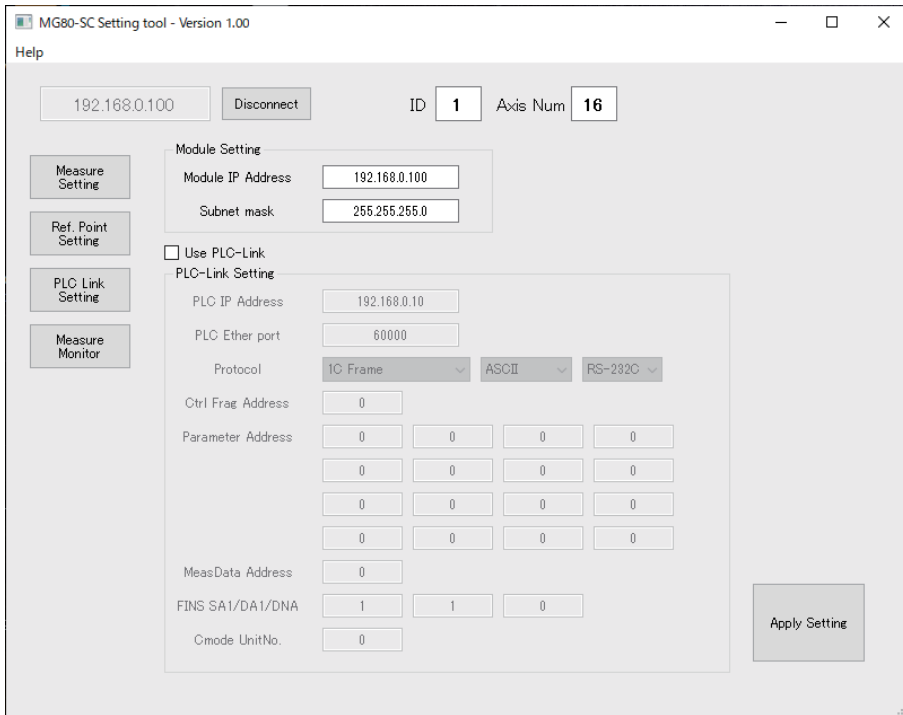 MG80-SC Setting tool - Version 1.00
Help
192.168.0.100 Disconnect ID 1 Axis Num 16
Measure Setting
Ref. Point Setting
PLC Link Setting
Measure Monitor
Module Setting
Module IP Address 192.168.0.100
Subnet mask 255.255.255.0
Use PLC-Link
PLC-Link Setting
PLC IP Address 192.168.0.10
PLC Ether port 60000
Protocol 1C Frame ASCII RS-232C
Ctrl Frag Address 0
Parameter Address 0 0 0 0
0 0 0 0
0 0 0 0
0 0 0 0
MeasData Address 0
FINS SA1/DA1/DNA 1 1 0
Cmode UnitNo. 0
Apply Setting